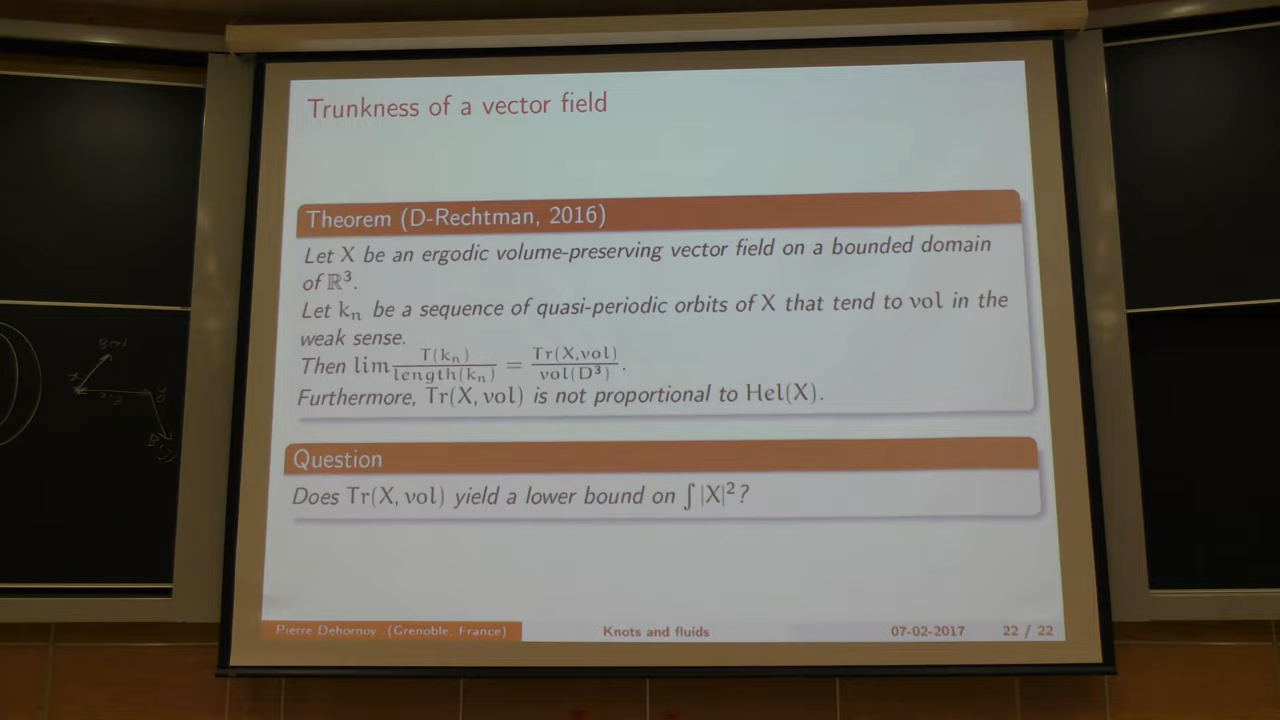 Trunkness of a vector field
Theorem (D-Rechtman, 2016)
Let X be an ergodic volume-preserving vector field on a bounded domain
of ℝ³.
Let kₙ be a sequence of quasi-periodic orbits of X that tend to vol in the
weak sense.
Then lim T(kₙ)/length(kₙ) = Tr(X,vol)/vol(D³).
Furthermore, Tr(X, vol) is not proportional to Hel(X).
Question
Does Tr(X, vol) yield a lower bound on ∫ |X|²?
Pierre Dehornoy (Grenoble, France) Knots and fluids 07-02-2017 22 / 22